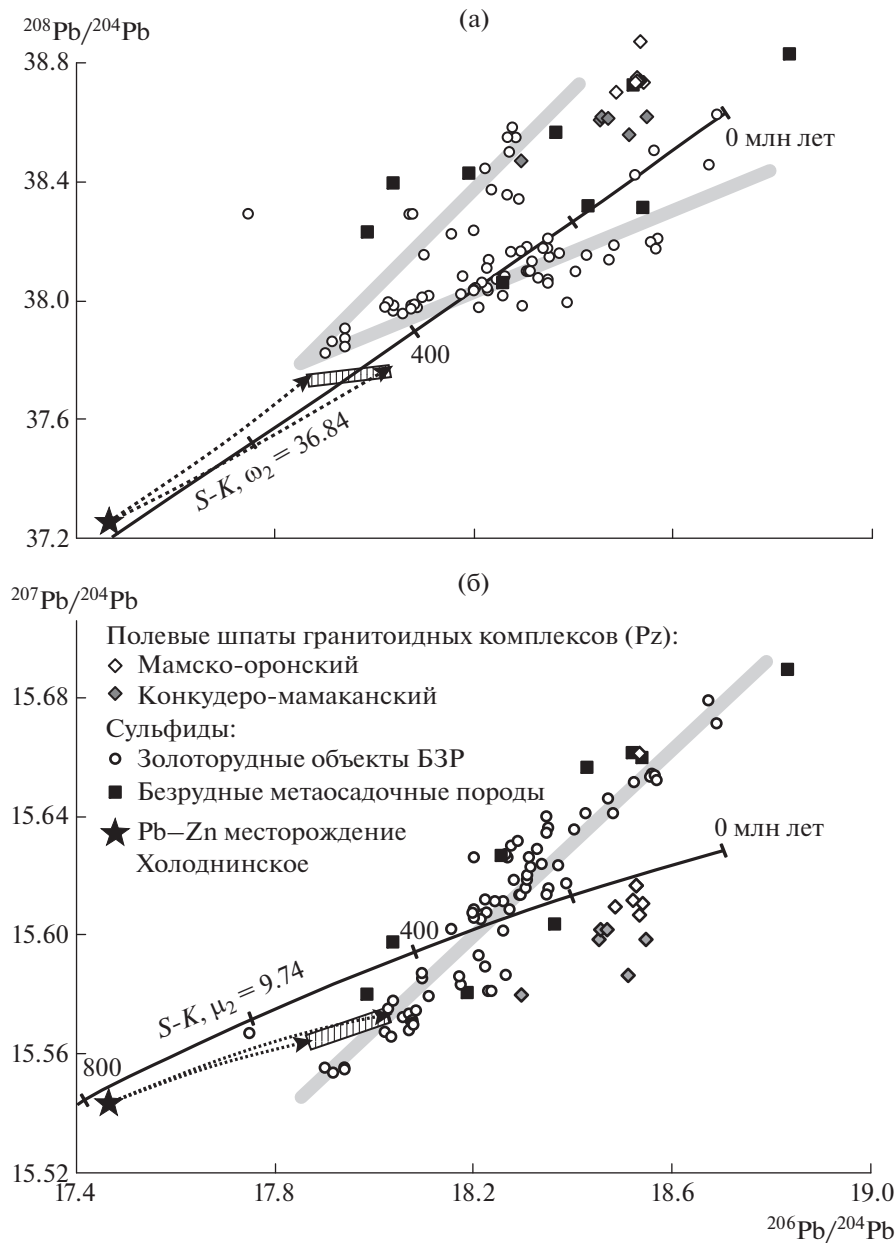 (а)
²⁰⁸Pb/²⁰⁴Pb
38.8
0 млн лет
38.4
38.0
400
37.6
S-K, ω₂ = 36.84
37.2
(б)
²⁰⁷Pb/²⁰⁴Pb
Полевые шпаты гранитоидных комплексов (Pz):
Мамско-оронский
15.68
Конкудеро-мамаканский
Сульфиды:
Золоторудные объекты БЗР
Безрудные метаосадочные породы
15.64
Pb–Zn месторождение
0 млн лет
Холоднинское
400
15.60
S-K, μ₂ = 9.74
15.56
800
15.52
17.4 17.8 18.2 18.6 19.0
²⁰⁶Pb/²⁰⁴Pb